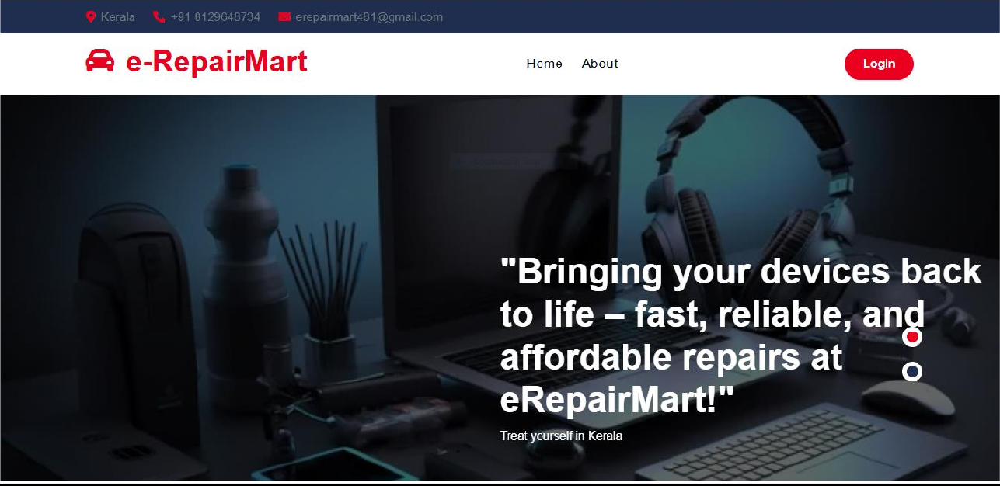 Kerala +91 8129048734 erepairmart481@gmail.com
e-RepairMart Home About Login
"Bringing your devices back
to life – fast, reliable, and
affordable repairs at
eRepairMart!"
Treat yourself in Kerala